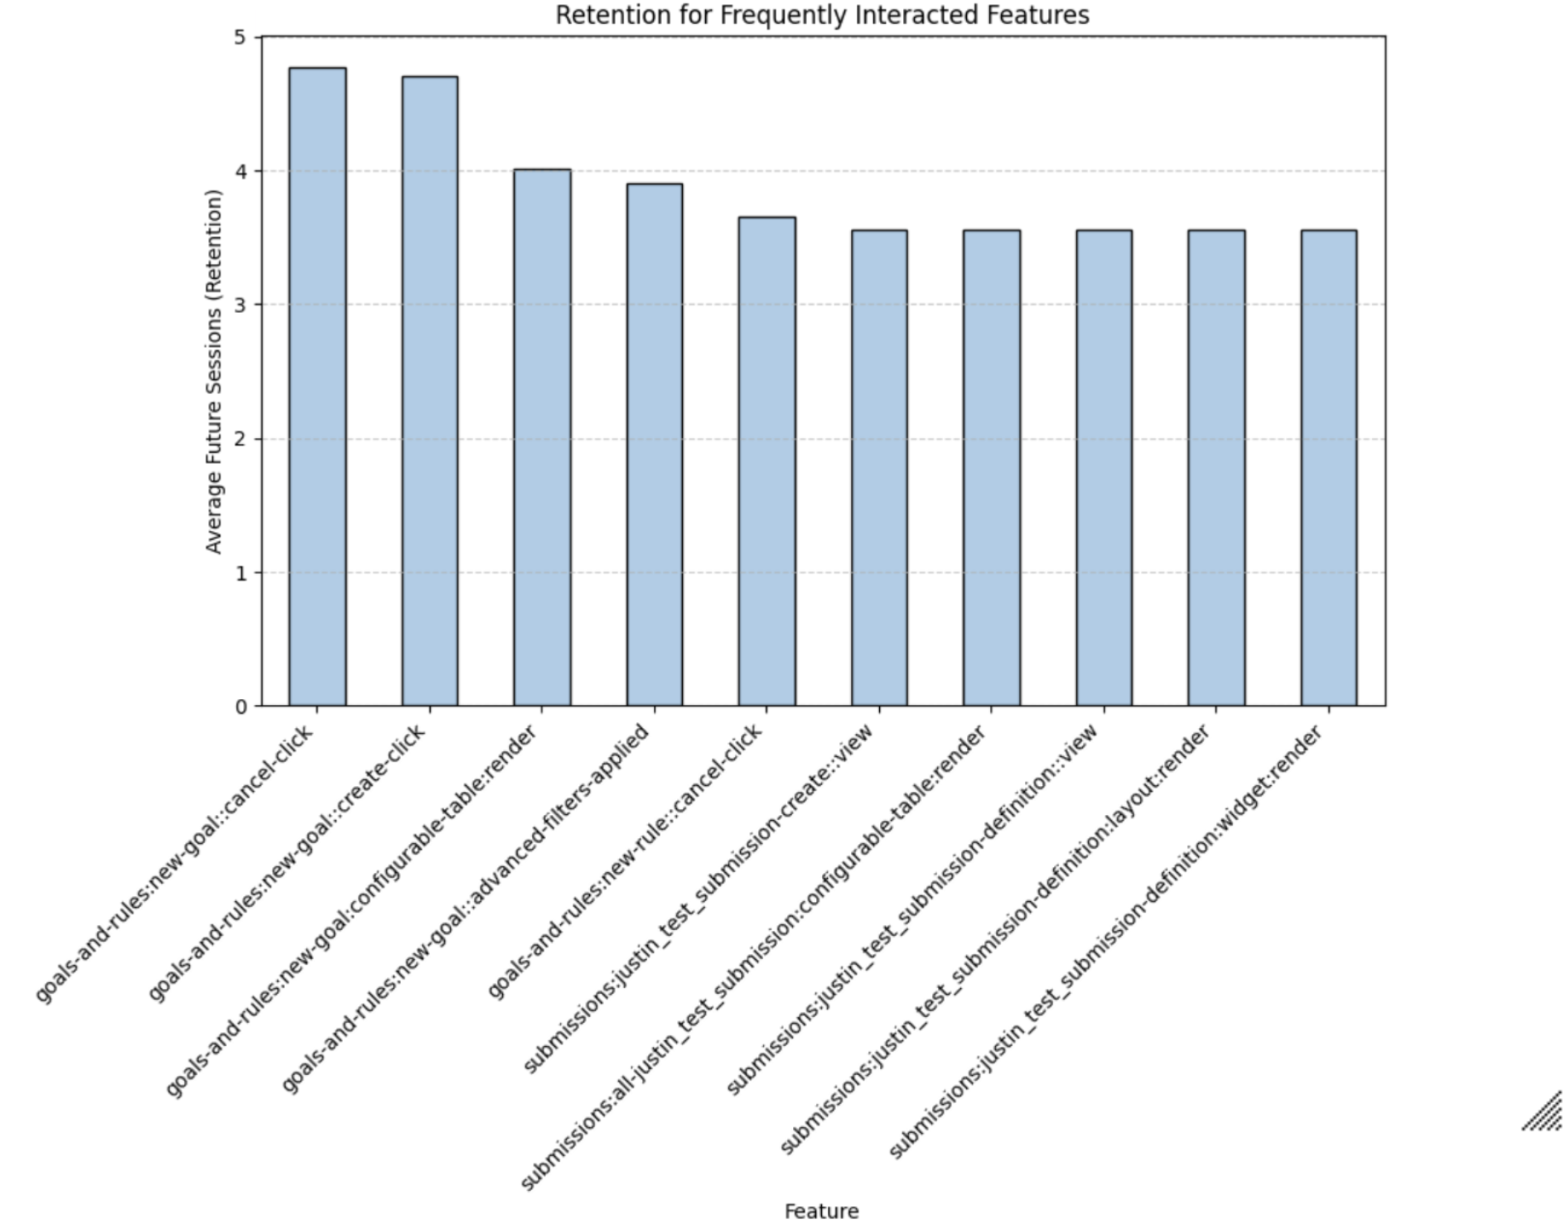 Retention for Frequently Interacted Features
Average Future Sessions (Retention)
5
4
3
2
1
0
goals-and-rules:new-goal::cancel-click
goals-and-rules:new-goal::create-click
goals-and-rules:new-goal:configurable-table:render
goals-and-rules:new-goal::advanced-filters-applied
goals-and-rules:new-rule::cancel-click
submissions:justin_test_submission-create::view
submissions:all-justin_test_submission:configurable-table:render
submissions:justin_test_submission-definition::view
submissions:justin_test_submission-definition:layout:render
submissions:justin_test_submission-definition:widget:render
Feature